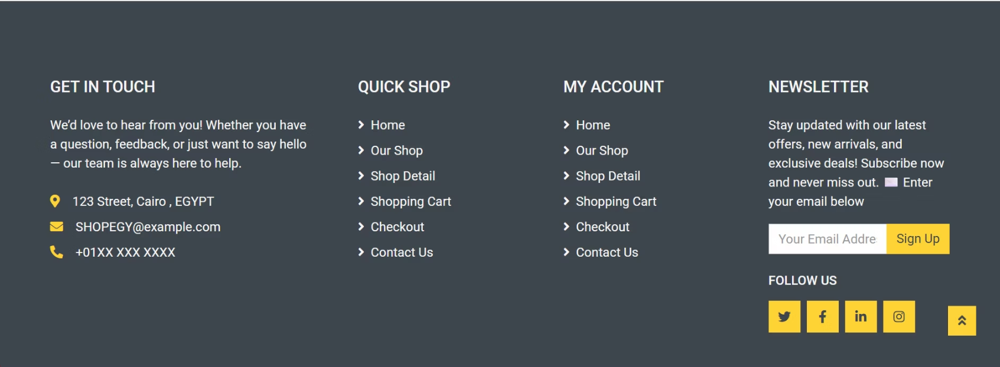 GET IN TOUCH
We’d love to hear from you! Whether you have
a question, feedback, or just want to say hello
— our team is always here to help.
123 Street, Cairo , EGYPT
SHOPEGY@example.com
+01XX XXX XXXX
QUICK SHOP
Home
Our Shop
Shop Detail
Shopping Cart
Checkout
Contact Us
MY ACCOUNT
Home
Our Shop
Shop Detail
Shopping Cart
Checkout
Contact Us
NEWSLETTER
Stay updated with our latest
offers, new arrivals, and
exclusive deals! Subscribe now
and never miss out. Enter
your email below
Your Email Addre
Sign Up
FOLLOW US